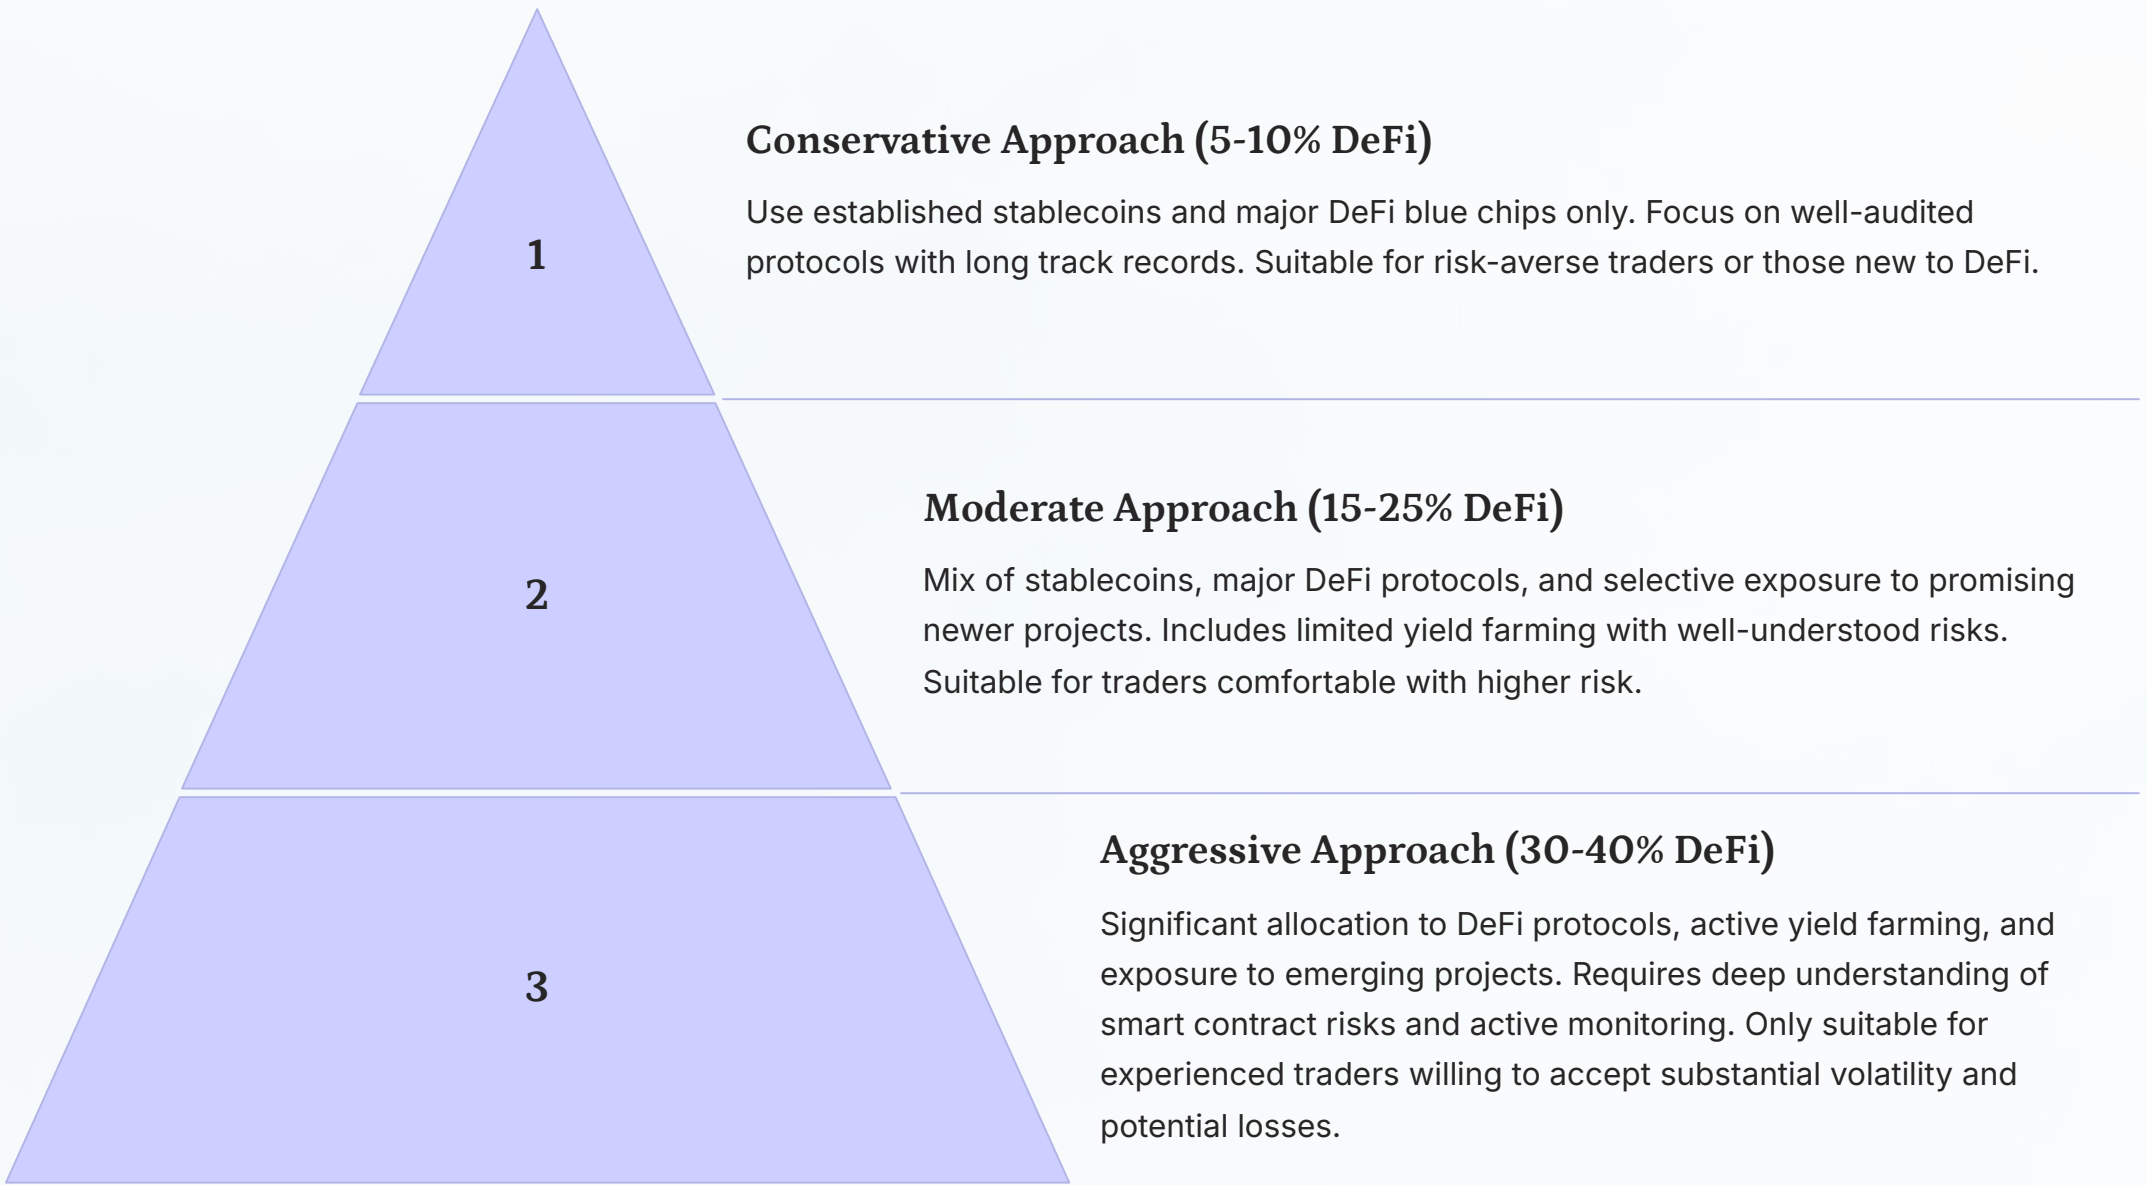 1
Conservative Approach (5-10% DeFi)
Use established stablecoins and major DeFi blue chips only. Focus on well-audited
protocols with long track records. Suitable for risk-averse traders or those new to DeFi.
2
Moderate Approach (15-25% DeFi)
Mix of stablecoins, major DeFi protocols, and selective exposure to promising
newer projects. Includes limited yield farming with well-understood risks.
Suitable for traders comfortable with higher risk.
3
Aggressive Approach (30-40% DeFi)
Significant allocation to DeFi protocols, active yield farming, and
exposure to emerging projects. Requires deep understanding of
smart contract risks and active monitoring. Only suitable for
experienced traders willing to accept substantial volatility and
potential losses.